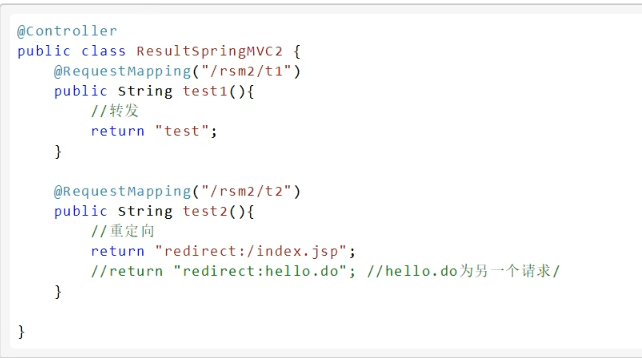 @Controller
public class ResultSpringMVC2 {
    @RequestMapping("/rsm2/t1")
    public String test1(){
        //转发
        return "test";
    }

    @RequestMapping("/rsm2/t2")
    public String test2(){
        //重定向
        return "redirect:/index.jsp";
        //return "redirect:hello.do"; //hello.do为另一个请求/
    }

}